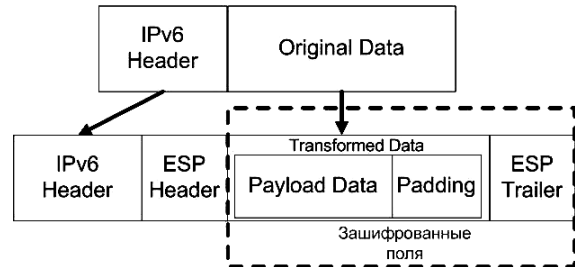 IPv6
Header
Original Data
IPv6
Header
ESP
Header
Transformed Data
Payload Data
Padding
ESP
Trailer
Зашифрованные
поля